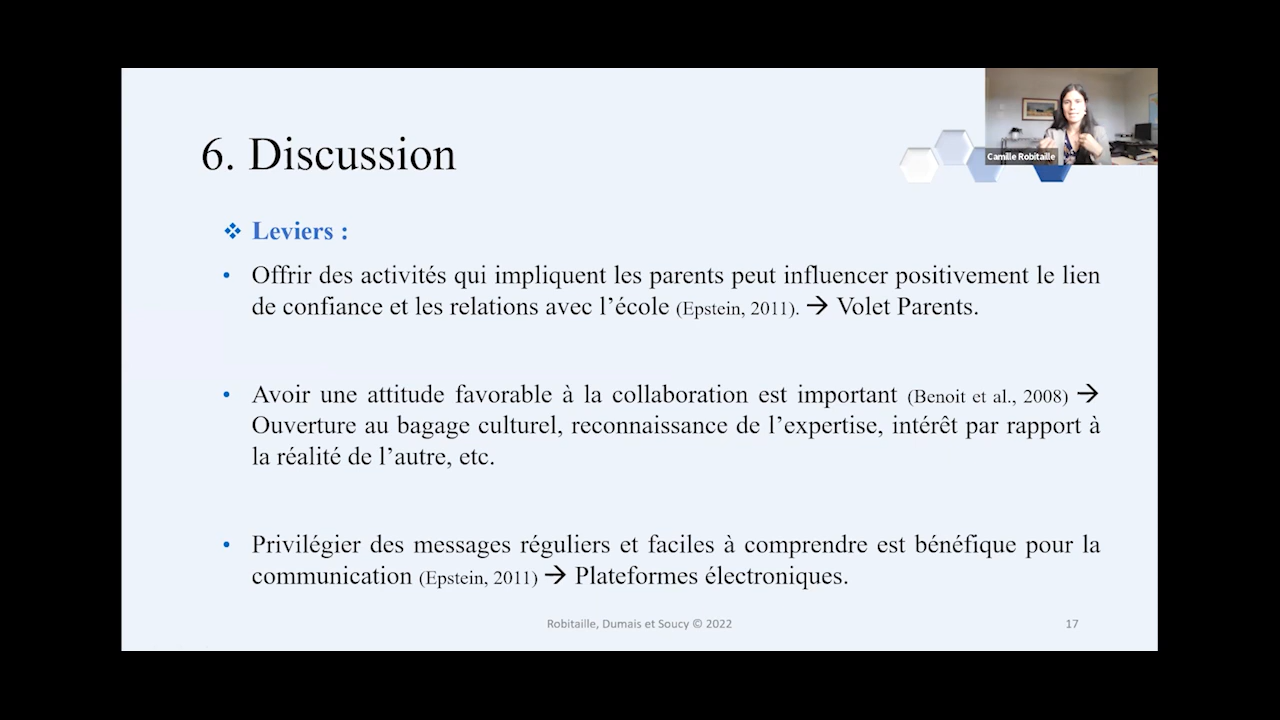 Camille Robitaille
6. Discussion
❖ Leviers :
• Offrir des activités qui impliquent les parents peut influencer positivement le lien
de confiance et les relations avec l’école (Epstein, 2011). → Volet Parents.
• Avoir une attitude favorable à la collaboration est important (Benoit et al., 2008) →
Ouverture au bagage culturel, reconnaissance de l’expertise, intérêt par rapport à
la réalité de l’autre, etc.
• Privilégier des messages réguliers et faciles à comprendre est bénéfique pour la
communication (Epstein, 2011) → Plateformes électroniques.
Robitaille, Dumais et Soucy © 2022
17